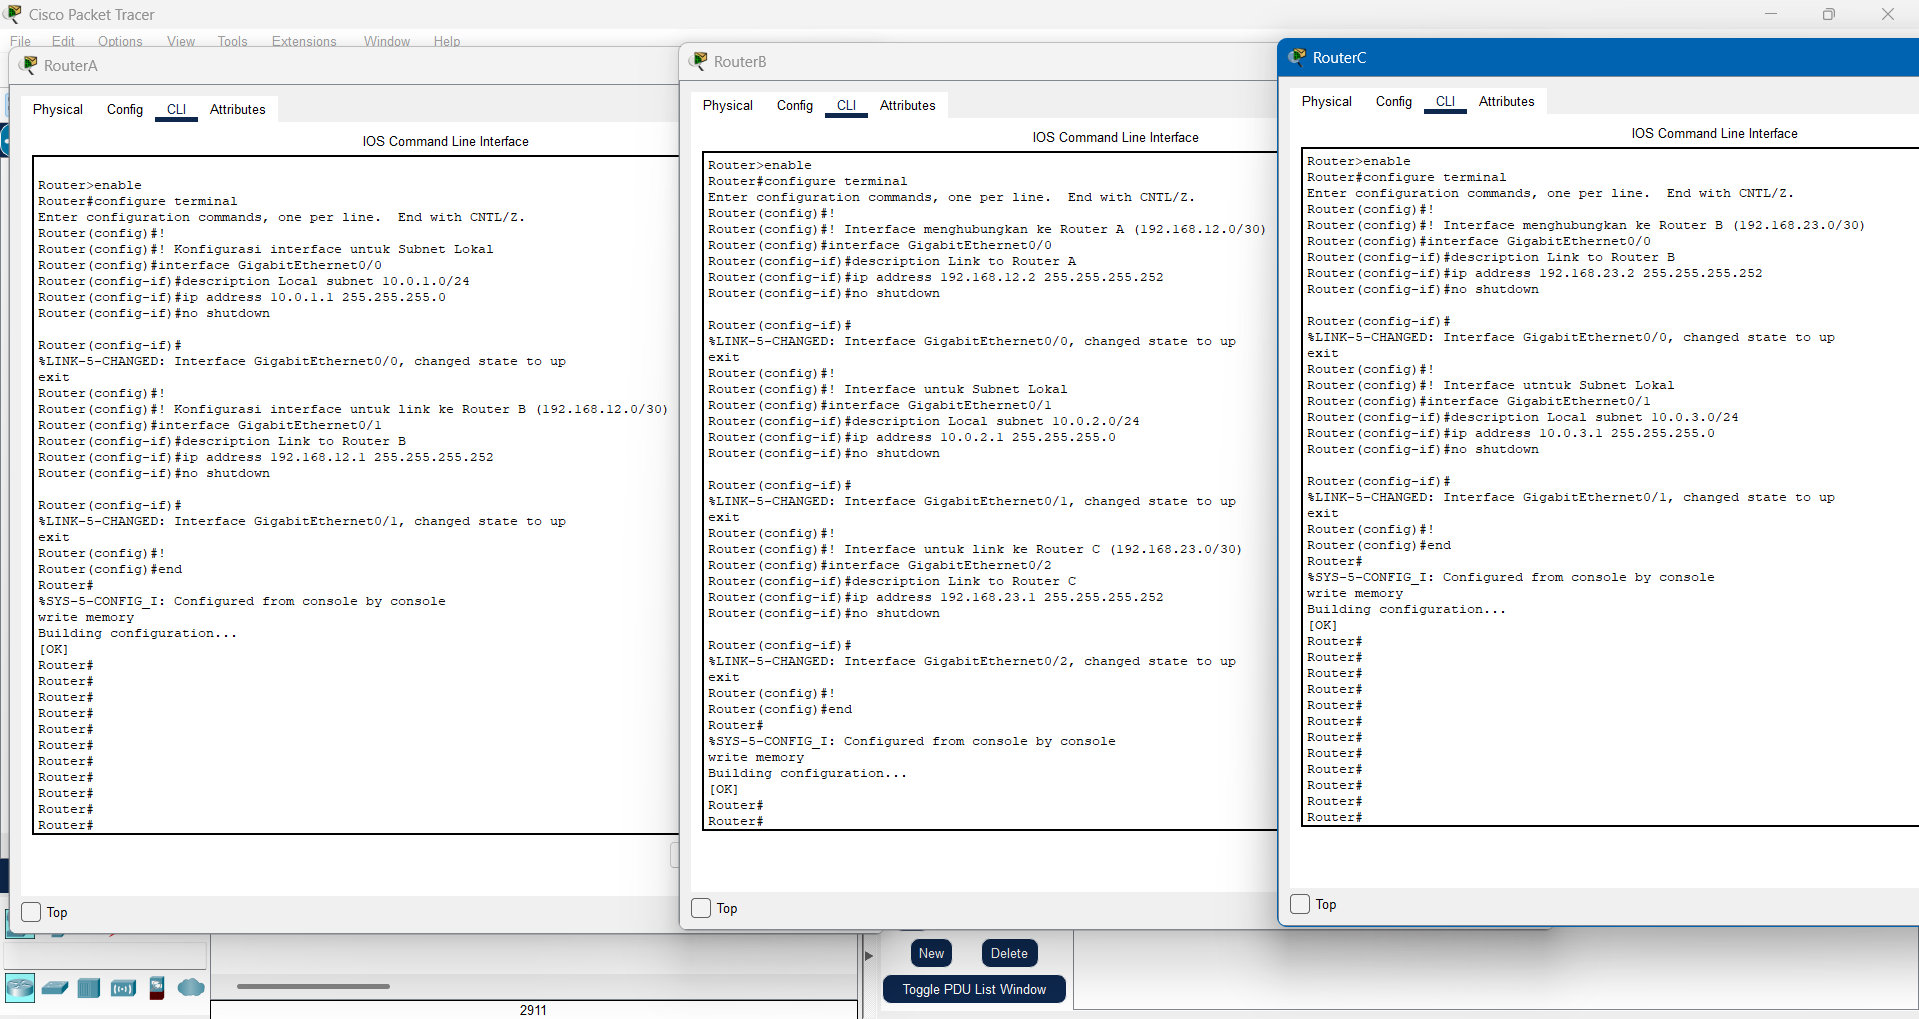 Cisco Packet Tracer
File Edit Options View Tools Extensions Window Help
RouterA
Physical Config CLI Attributes
IOS Command Line Interface
Router>enable
Router#configure terminal
Enter configuration commands, one per line.  End with CNTL/Z.
Router(config)#!
Router(config)#! Konfigurasi interface untuk Subnet Lokal
Router(config)#interface GigabitEthernet0/0
Router(config-if)#description Local subnet 10.0.1.0/24
Router(config-if)#ip address 10.0.1.1 255.255.255.0
Router(config-if)#no shutdown
Router(config-if)#
%LINK-5-CHANGED: Interface GigabitEthernet0/0, changed state to up
exit
Router(config)#!
Router(config)#! Konfigurasi interface untuk link ke Router B (192.168.12.0/30)
Router(config)#interface GigabitEthernet0/1
Router(config-if)#description Link to Router B
Router(config-if)#ip address 192.168.12.1 255.255.255.252
Router(config-if)#no shutdown
Router(config-if)#
%LINK-5-CHANGED: Interface GigabitEthernet0/1, changed state to up
exit
Router(config)#!
Router(config)#end
Router#
%SYS-5-CONFIG_I: Configured from console by console
write memory
Building configuration...
[OK]
Router#
Router#
Router#
Router#
Router#
Router#
Router#
Router#
Router#
Router#
Router#
Top
RouterB
Physical Config CLI Attributes
IOS Command Line Interface
Router>enable
Router#configure terminal
Enter configuration commands, one per line.  End with CNTL/Z.
Router(config)#!
Router(config)#! Interface menghubungkan ke Router A (192.168.12.0/30)
Router(config)#interface GigabitEthernet0/0
Router(config-if)#description Link to Router A
Router(config-if)#ip address 192.168.12.2 255.255.255.252
Router(config-if)#no shutdown
Router(config-if)#
%LINK-5-CHANGED: Interface GigabitEthernet0/0, changed state to up
exit
Router(config)#!
Router(config)#! Interface untuk Subnet Lokal
Router(config)#interface GigabitEthernet0/1
Router(config-if)#description Local subnet 10.0.2.0/24
Router(config-if)#ip address 10.0.2.1 255.255.255.0
Router(config-if)#no shutdown
Router(config-if)#
%LINK-5-CHANGED: Interface GigabitEthernet0/1, changed state to up
exit
Router(config)#!
Router(config)#! Interface untuk link ke Router C (192.168.23.0/30)
Router(config)#interface GigabitEthernet0/2
Router(config-if)#description Link to Router C
Router(config-if)#ip address 192.168.23.1 255.255.255.252
Router(config-if)#no shutdown
Router(config-if)#
%LINK-5-CHANGED: Interface GigabitEthernet0/2, changed state to up
exit
Router(config)#!
Router(config)#end
Router#
%SYS-5-CONFIG_I: Configured from console by console
write memory
Building configuration...
[OK]
Router#
Router#
Top
RouterC
Physical Config CLI Attributes
IOS Command Line Interface
Router>enable
Router#configure terminal
Enter configuration commands, one per line.  End with CNTL/Z.
Router(config)#!
Router(config)#! Interface menghubungkan ke Router B (192.168.23.0/30)
Router(config)#interface GigabitEthernet0/0
Router(config-if)#description Link to Router B
Router(config-if)#ip address 192.168.23.2 255.255.255.252
Router(config-if)#no shutdown
Router(config-if)#
%LINK-5-CHANGED: Interface GigabitEthernet0/0, changed state to up
exit
Router(config)#!
Router(config)#! Interface utntuk Subnet Lokal
Router(config)#interface GigabitEthernet0/1
Router(config-if)#description Local subnet 10.0.3.0/24
Router(config-if)#ip address 10.0.3.1 255.255.255.0
Router(config-if)#no shutdown
Router(config-if)#
%LINK-5-CHANGED: Interface GigabitEthernet0/1, changed state to up
exit
Router(config)#!
Router(config)#end
Router#
%SYS-5-CONFIG_I: Configured from console by console
write memory
Building configuration...
[OK]
Router#
Router#
Router#
Router#
Router#
Router#
Router#
Router#
Router#
Router#
Router#
Router#
Top
New Delete
Toggle PDU List Window
2911